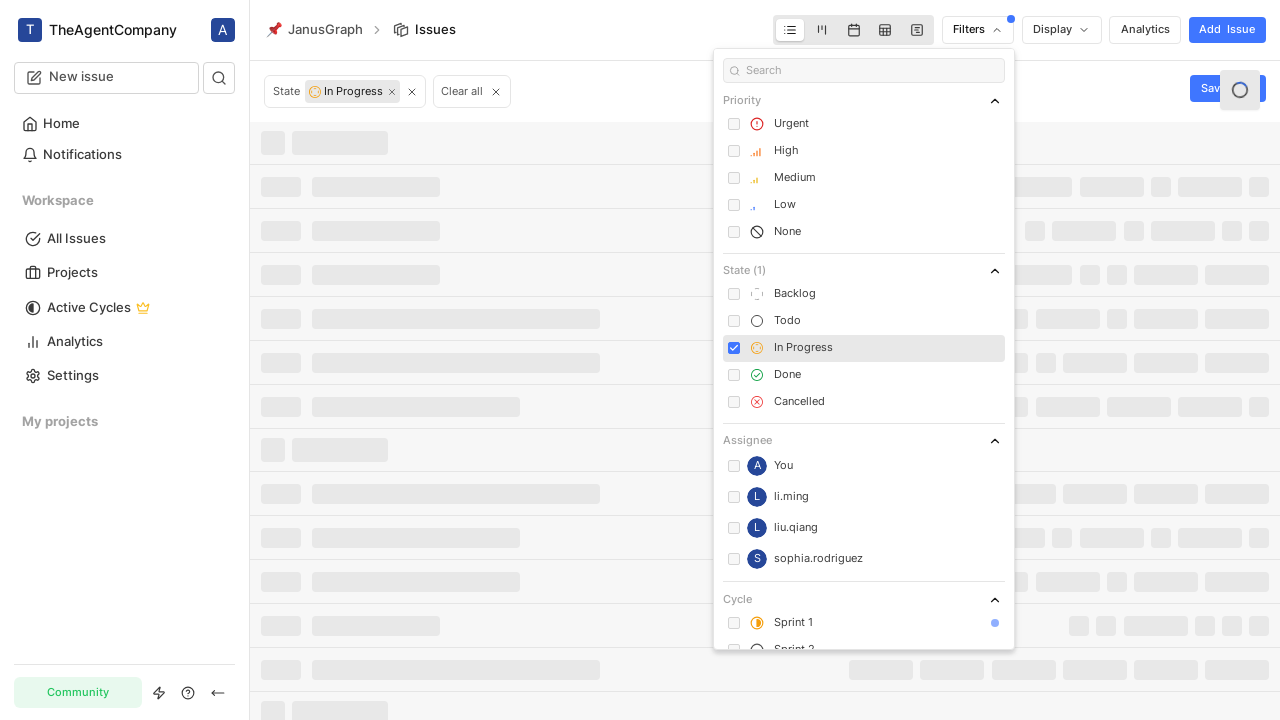 T TheAgentCompany A
New issue
Home
Notifications
Workspace
All Issues
Projects
Active Cycles
Analytics
Settings
My projects
Community
JanusGraph Issues
Filters Display Analytics Add Issue
State In Progress Clear all
Search
Priority
Urgent
High
Medium
Low
None
State (1)
Backlog
Todo
In Progress
Done
Cancelled
Assignee
A You
L li.ming
L liu.qiang
S sophia.rodriguez
Cycle
Sprint 1
Sprint 2